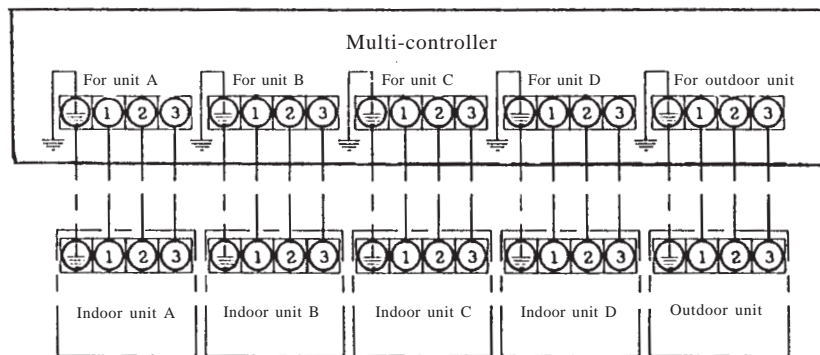 Multi-controller
For unit A For unit B For unit C For unit D For outdoor unit
1 2 3 1 2 3 1 2 3 1 2 3 1 2 3
1 2 3 1 2 3 1 2 3 1 2 3 1 2 3
Indoor unit A Indoor unit B Indoor unit C Indoor unit D Outdoor unit